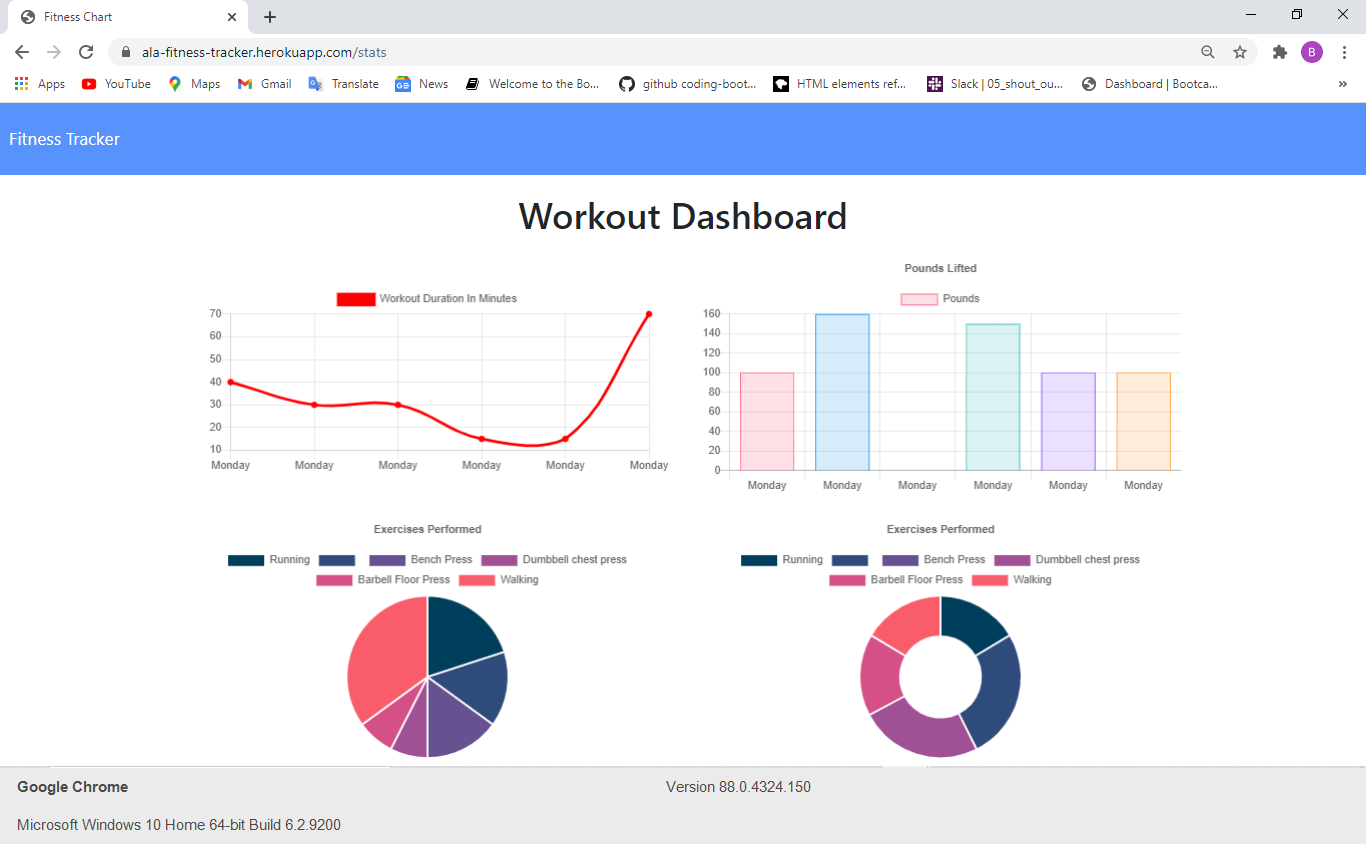 Fitness Chart
ala-fitness-tracker.herokuapp.com/stats
B
Apps YouTube Maps Gmail Translate News Welcome to the Bo... github coding-boot... HTML elements ref... Slack | 05_shout_ou... Dashboard | Bootca... »
Fitness Tracker
Workout Dashboard
Workout Duration In Minutes
70
60
50
40
30
20
10
Monday Monday Monday Monday Monday Monday
Pounds Lifted
Pounds
160
140
120
100
80
60
40
20
0
Monday Monday Monday Monday Monday Monday
Exercises Performed
Running Bench Press Dumbbell chest press
Barbell Floor Press Walking
Exercises Performed
Running Bench Press Dumbbell chest press
Barbell Floor Press Walking
Google Chrome Version 88.0.4324.150
Microsoft Windows 10 Home 64-bit Build 6.2.9200